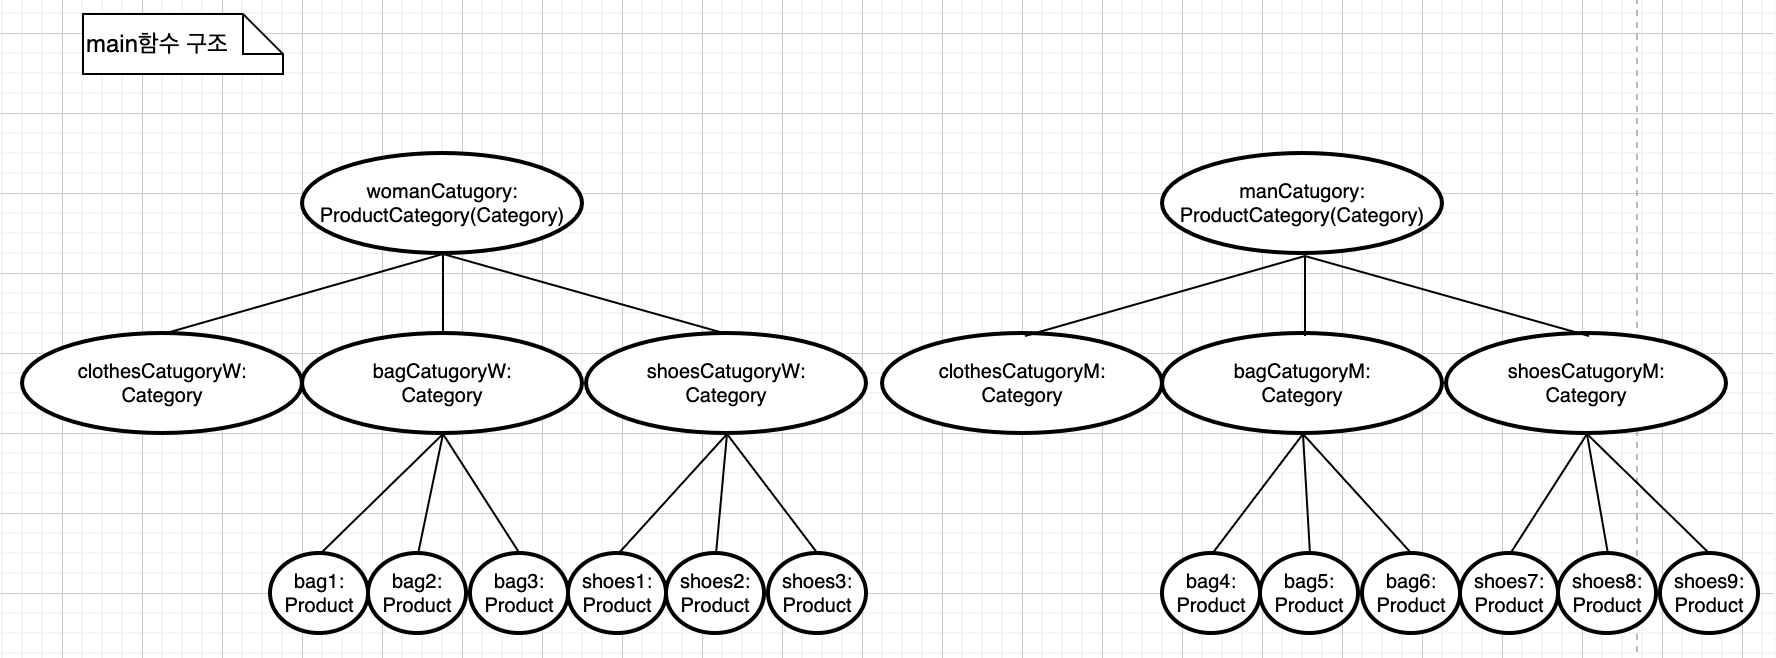 main함수 구조
womanCatugory:
ProductCategory(Category)
manCatugory:
ProductCategory(Category)
clothesCatugoryW:
Category
bagCatugoryW:
Category
shoesCatugoryW:
Category
clothesCatugoryM:
Category
bagCatugoryM:
Category
shoesCatugoryM:
Category
bag1:
Product
bag2:
Product
bag3:
Product
shoes1:
Product
shoes2:
Product
shoes3:
Product
bag4:
Product
bag5:
Product
bag6:
Product
shoes7:
Product
shoes8:
Product
shoes9:
Product